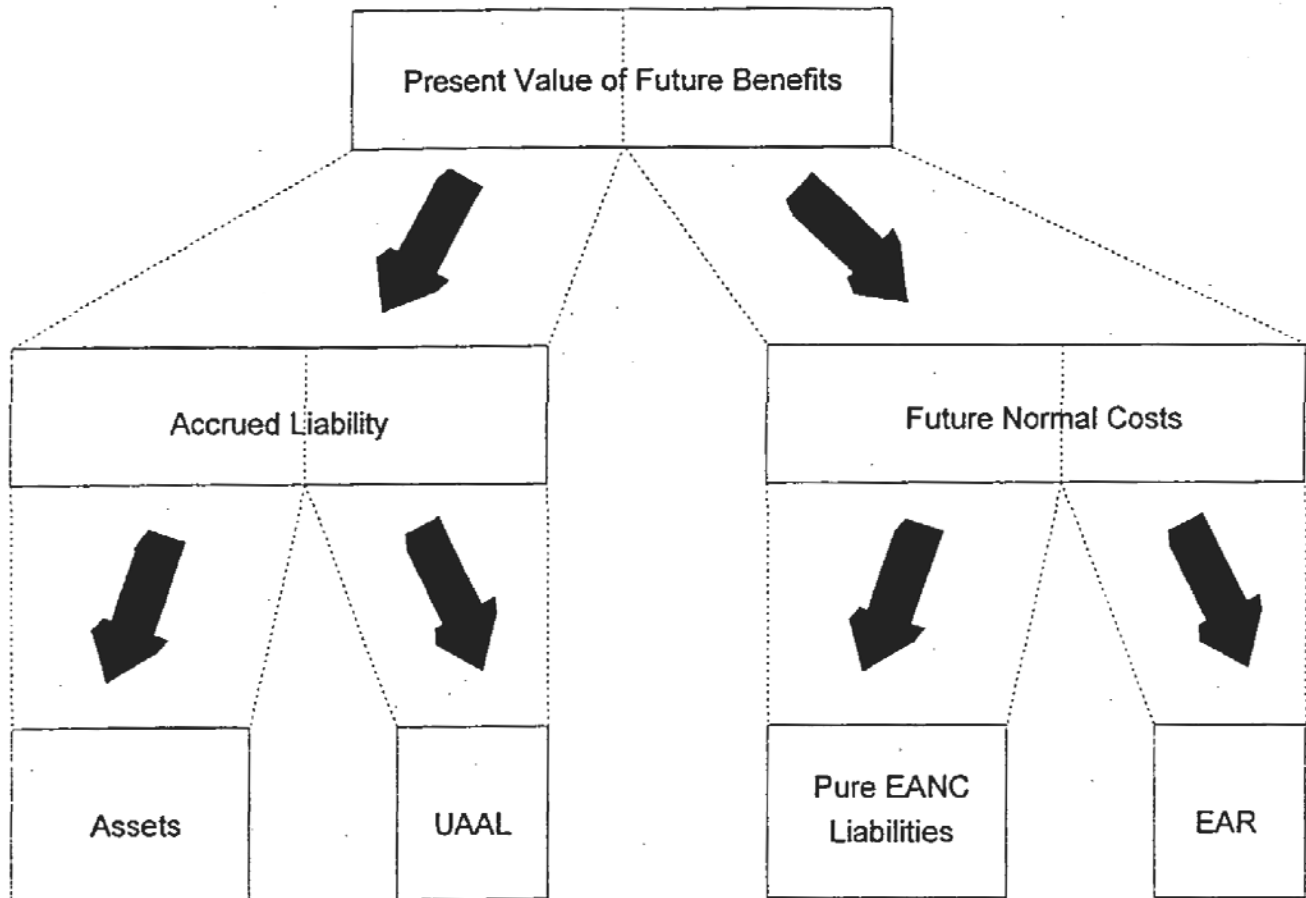 Present Value of Future Benefits
Accrued Liability
Future Normal Costs
Assets
UAAL
Pure EANC
Liabilities
EAR